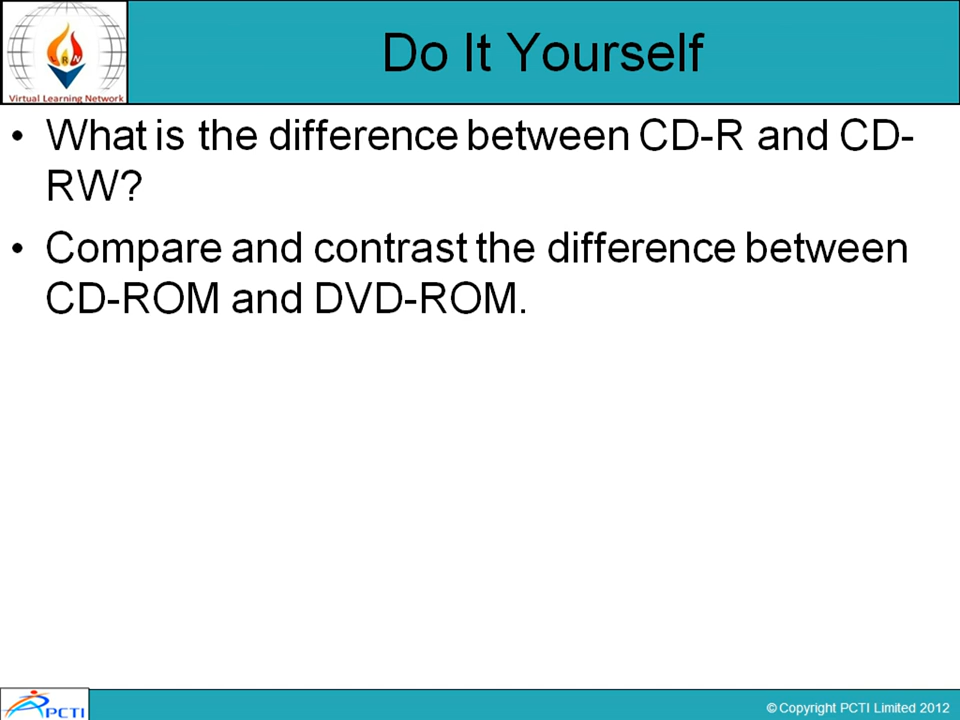 Do It Yourself
RN
Virtual Learning Network
• What is the difference between CD-R and CD-
RW?
• Compare and contrast the difference between
CD-ROM and DVD-ROM.
PCTI
© Copyright PCTI Limited 2012